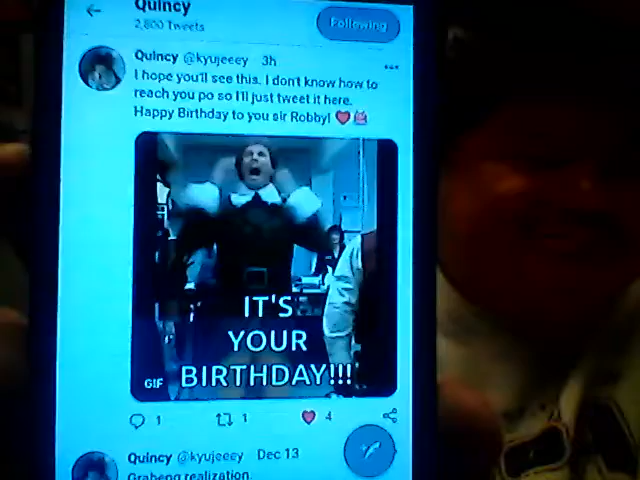 Quincy
2,800 Tweets
Following
Quincy @kyujeeey 3h
I hope you'll see this. I don't know how to
reach you po so I'll just tweet it here.
Happy Birthday to you sir Robby!
IT'S
YOUR
BIRTHDAY!!!
GIF
1
1
4
Quincy @kyujeeey Dec 13
Grabeng realization